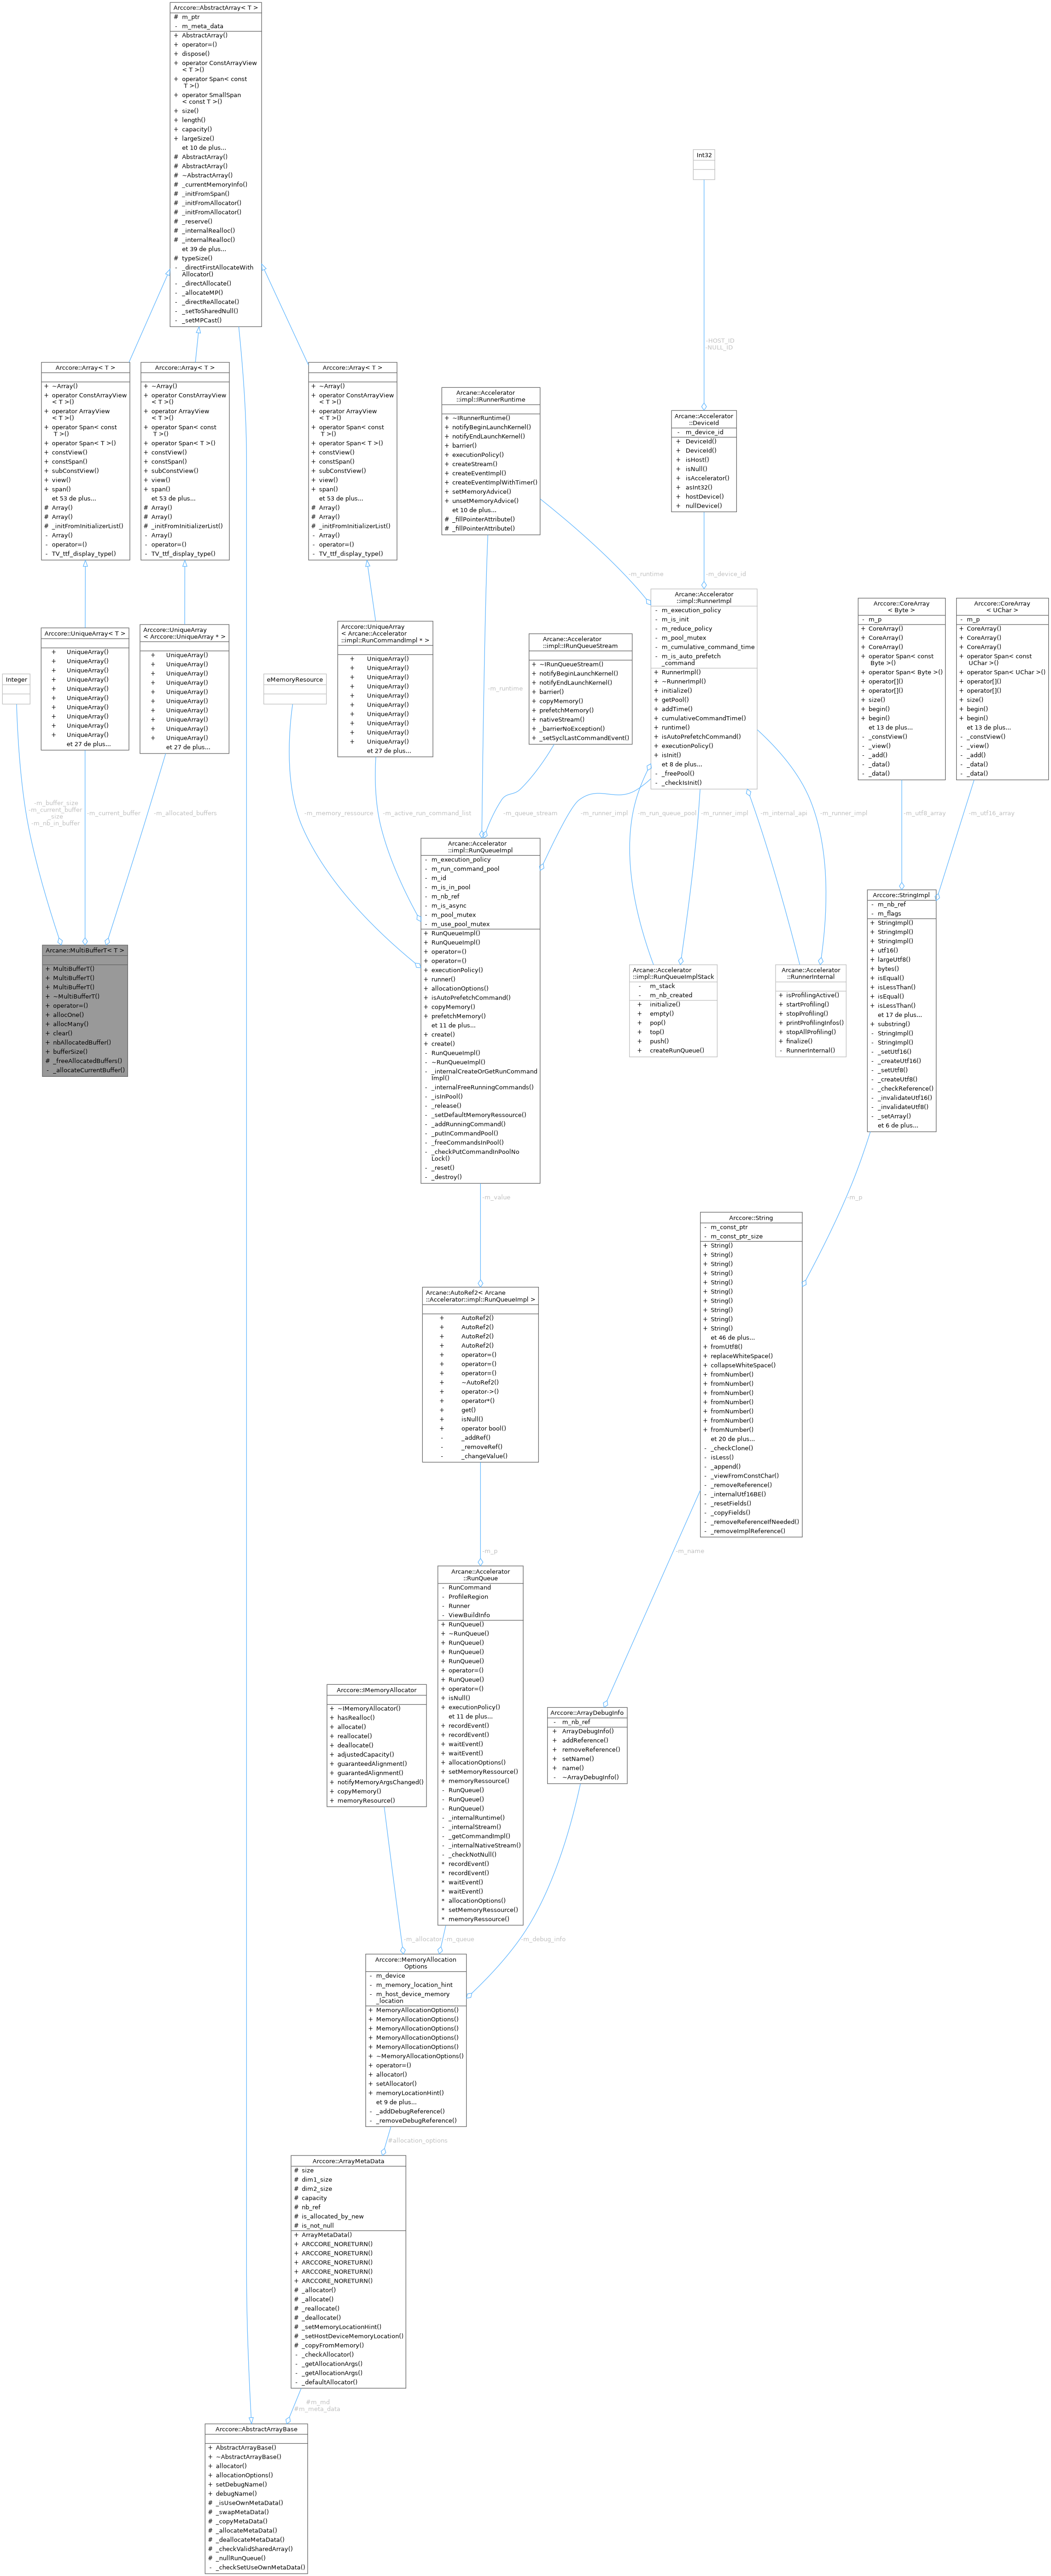 Arccore::AbstractArray< T >
# m_ptr
- m_meta_data
+ AbstractArray()
+ operator=()
+ dispose()
+ operator ConstArrayView
< T >()
+ operator Span< const
T >()
+ operator SmallSpan
< const T >()
+ size()
+ length()
+ capacity()
+ largeSize()
et 10 de plus...
# AbstractArray()
# AbstractArray()
# ~AbstractArray()
# _currentMemoryInfo()
# _initFromSpan()
# _initFromAllocator()
# _initFromAllocator()
# _reserve()
# _internalRealloc()
# _internalRealloc()
et 39 de plus...
# typeSize()
- _directFirstAllocateWith
Allocator()
- _directAllocate()
- _allocateMP()
- _directReAllocate()
- _setToSharedNull()
- _setMPCast()
Int32
-HOST_ID
-NULL_ID
Arccore::Array< T >
+ ~Array()
+ operator ConstArrayView
< T >()
+ operator ArrayView
< T >()
+ operator Span< const
T >()
+ operator Span< T >()
+ constView()
+ constSpan()
+ subConstView()
+ view()
+ span()
et 53 de plus...
# Array()
# Array()
# _initFromInitializerList()
- Array()
- operator=()
- TV_ttf_display_type()
Arccore::Array< T >
+ ~Array()
+ operator ConstArrayView
< T >()
+ operator ArrayView
< T >()
+ operator Span< const
T >()
+ operator Span< T >()
+ constView()
+ constSpan()
+ subConstView()
+ view()
+ span()
et 53 de plus...
# Array()
# Array()
# _initFromInitializerList()
- Array()
- operator=()
- TV_ttf_display_type()
Arccore::Array< T >
+ ~Array()
+ operator ConstArrayView
< T >()
+ operator ArrayView
< T >()
+ operator Span< const
T >()
+ operator Span< T >()
+ constView()
+ constSpan()
+ subConstView()
+ view()
+ span()
et 53 de plus...
# Array()
# Array()
# _initFromInitializerList()
- Array()
- operator=()
- TV_ttf_display_type()
Arcane::Accelerator
::impl::IRunnerRuntime
+ ~IRunnerRuntime()
+ notifyBeginLaunchKernel()
+ notifyEndLaunchKernel()
+ barrier()
+ executionPolicy()
+ createStream()
+ createEventImpl()
+ createEventImplWithTimer()
+ setMemoryAdvice()
+ unsetMemoryAdvice()
et 10 de plus...
# _fillPointerAttribute()
# _fillPointerAttribute()
Arcane::Accelerator
::DeviceId
- m_device_id
+ DeviceId()
+ DeviceId()
+ isHost()
+ isNull()
+ isAccelerator()
+ asInt32()
+ hostDevice()
+ nullDevice()
-m_runtime
-m_device_id
Arcane::Accelerator
::impl::RunnerImpl
- m_execution_policy
- m_is_init
- m_reduce_policy
- m_pool_mutex
- m_cumulative_command_time
- m_is_auto_prefetch
_command
+ RunnerImpl()
+ ~RunnerImpl()
+ initialize()
+ getPool()
+ addTime()
+ cumulativeCommandTime()
+ runtime()
+ isAutoPrefetchCommand()
+ executionPolicy()
+ isInit()
et 8 de plus...
- _freePool()
- _checkIsInit()
Arccore::CoreArray
< Byte >
- m_p
+ CoreArray()
+ CoreArray()
+ CoreArray()
+ operator Span< const
Byte >()
+ operator Span< Byte >()
+ operator[]()
+ operator[]()
+ size()
+ begin()
+ begin()
et 13 de plus...
- _constView()
- _view()
- _add()
- _data()
- _data()
Arccore::CoreArray
< UChar >
- m_p
+ CoreArray()
+ CoreArray()
+ CoreArray()
+ operator Span< const
UChar >()
+ operator Span< UChar >()
+ operator[]()
+ operator[]()
+ size()
+ begin()
+ begin()
et 13 de plus...
- _constView()
- _view()
- _add()
- _data()
- _data()
Integer
Arccore::UniqueArray< T >
+ UniqueArray()
+ UniqueArray()
+ UniqueArray()
+ UniqueArray()
+ UniqueArray()
+ UniqueArray()
+ UniqueArray()
+ UniqueArray()
+ UniqueArray()
+ UniqueArray()
et 27 de plus...
Arccore::UniqueArray
< Arccore::UniqueArray * >
+ UniqueArray()
+ UniqueArray()
+ UniqueArray()
+ UniqueArray()
+ UniqueArray()
+ UniqueArray()
+ UniqueArray()
+ UniqueArray()
+ UniqueArray()
+ UniqueArray()
et 27 de plus...
eMemoryResource
Arccore::UniqueArray
< Arcane::Accelerator
::impl::RunCommandImpl * >
+ UniqueArray()
+ UniqueArray()
+ UniqueArray()
+ UniqueArray()
+ UniqueArray()
+ UniqueArray()
+ UniqueArray()
+ UniqueArray()
+ UniqueArray()
+ UniqueArray()
et 27 de plus...
-m_runtime
Arcane::Accelerator
::impl::IRunQueueStream
+ ~IRunQueueStream()
+ notifyBeginLaunchKernel()
+ notifyEndLaunchKernel()
+ barrier()
+ copyMemory()
+ prefetchMemory()
+ nativeStream()
+ _barrierNoException()
+ _setSyclLastCommandEvent()
-m_buffer_size
-m_current_buffer
_size
-m_nb_in_buffer
-m_current_buffer
-m_allocated_buffers
-m_memory_ressource
-m_active_run_command_list
-m_queue_stream
-m_runner_impl
-m_run_queue_pool
-m_runner_impl
-m_internal_api
-m_runner_impl
-m_utf8_array
-m_utf16_array
Arcane::MultiBufferT< T >
+ MultiBufferT()
+ MultiBufferT()
+ MultiBufferT()
+ ~MultiBufferT()
+ operator=()
+ allocOne()
+ allocMany()
+ clear()
+ nbAllocatedBuffer()
+ bufferSize()
# _freeAllocatedBuffers()
- _allocateCurrentBuffer()
Arcane::Accelerator
::impl::RunQueueImpl
- m_execution_policy
- m_run_command_pool
- m_id
- m_is_in_pool
- m_nb_ref
- m_is_async
- m_pool_mutex
- m_use_pool_mutex
+ RunQueueImpl()
+ RunQueueImpl()
+ operator=()
+ operator=()
+ executionPolicy()
+ runner()
+ allocationOptions()
+ isAutoPrefetchCommand()
+ copyMemory()
+ prefetchMemory()
et 11 de plus...
+ create()
+ create()
- RunQueueImpl()
- ~RunQueueImpl()
- _internalCreateOrGetRunCommand
Impl()
- _internalFreeRunningCommands()
- _isInPool()
- _release()
- _setDefaultMemoryRessource()
- _addRunningCommand()
- _putInCommandPool()
- _freeCommandsInPool()
- _checkPutCommandInPoolNo
Lock()
- _reset()
- _destroy()
Arcane::Accelerator
::impl::RunQueueImplStack
- m_stack
- m_nb_created
+ initialize()
+ empty()
+ pop()
+ top()
+ push()
+ createRunQueue()
Arcane::Accelerator
::RunnerInternal
+ isProfilingActive()
+ startProfiling()
+ stopProfiling()
+ printProfilingInfos()
+ stopAllProfiling()
+ finalize()
- RunnerInternal()
Arccore::StringImpl
- m_nb_ref
- m_flags
+ StringImpl()
+ StringImpl()
+ StringImpl()
+ utf16()
+ largeUtf8()
+ bytes()
+ isEqual()
+ isLessThan()
+ isEqual()
+ isLessThan()
et 17 de plus...
+ substring()
- StringImpl()
- StringImpl()
- _setUtf16()
- _createUtf16()
- _setUtf8()
- _createUtf8()
- _checkReference()
- _invalidateUtf16()
- _invalidateUtf8()
- _setArray()
et 6 de plus...
-m_value
-m_p
Arccore::String
- m_const_ptr
- m_const_ptr_size
+ String()
+ String()
+ String()
+ String()
+ String()
+ String()
+ String()
+ String()
+ String()
+ String()
et 46 de plus...
+ fromUtf8()
+ replaceWhiteSpace()
+ collapseWhiteSpace()
+ fromNumber()
+ fromNumber()
+ fromNumber()
+ fromNumber()
+ fromNumber()
+ fromNumber()
+ fromNumber()
et 20 de plus...
- _checkClone()
- isLess()
- _append()
- _viewFromConstChar()
- _removeReference()
- _internalUtf16BE()
- _resetFields()
- _copyFields()
- _removeReferenceIfNeeded()
- _removeImplReference()
Arcane::AutoRef2< Arcane
::Accelerator::impl::RunQueueImpl >
+ AutoRef2()
+ AutoRef2()
+ AutoRef2()
+ AutoRef2()
+ operator=()
+ operator=()
+ operator=()
+ ~AutoRef2()
+ operator->()
+ operator*()
+ get()
+ isNull()
+ operator bool()
- _addRef()
- _removeRef()
- _changeValue()
-m_p
-m_name
Arcane::Accelerator
::RunQueue
- RunCommand
- ProfileRegion
- Runner
- ViewBuildInfo
+ RunQueue()
+ ~RunQueue()
+ RunQueue()
+ RunQueue()
+ RunQueue()
+ operator=()
+ RunQueue()
+ operator=()
+ isNull()
+ executionPolicy()
et 11 de plus...
+ recordEvent()
+ recordEvent()
+ waitEvent()
+ waitEvent()
+ allocationOptions()
+ setMemoryRessource()
+ memoryRessource()
- RunQueue()
- RunQueue()
- RunQueue()
- _internalRuntime()
- _internalStream()
- _getCommandImpl()
- _internalNativeStream()
- _checkNotNull()
* recordEvent()
* recordEvent()
* waitEvent()
* waitEvent()
* allocationOptions()
* setMemoryRessource()
* memoryRessource()
Arccore::IMemoryAllocator
+ ~IMemoryAllocator()
+ hasRealloc()
+ allocate()
+ reallocate()
+ deallocate()
+ adjustedCapacity()
+ guaranteedAlignment()
+ guarantedAlignment()
+ notifyMemoryArgsChanged()
+ copyMemory()
+ memoryResource()
Arccore::ArrayDebugInfo
- m_nb_ref
+ ArrayDebugInfo()
+ addReference()
+ removeReference()
+ setName()
+ name()
- ~ArrayDebugInfo()
-m_allocator
-m_queue
-m_debug_info
Arccore::MemoryAllocation
Options
- m_device
- m_memory_location_hint
- m_host_device_memory
_location
+ MemoryAllocationOptions()
+ MemoryAllocationOptions()
+ MemoryAllocationOptions()
+ MemoryAllocationOptions()
+ MemoryAllocationOptions()
+ ~MemoryAllocationOptions()
+ operator=()
+ allocator()
+ setAllocator()
+ memoryLocationHint()
et 9 de plus...
- _addDebugReference()
- _removeDebugReference()
#allocation_options
Arccore::ArrayMetaData
# size
# dim1_size
# dim2_size
# capacity
# nb_ref
# is_allocated_by_new
# is_not_null
+ ArrayMetaData()
+ ARCCORE_NORETURN()
+ ARCCORE_NORETURN()
+ ARCCORE_NORETURN()
+ ARCCORE_NORETURN()
+ ARCCORE_NORETURN()
# _allocator()
# _allocate()
# _reallocate()
# _deallocate()
# _setMemoryLocationHint()
# _setHostDeviceMemoryLocation()
# _copyFromMemory()
- _checkAllocator()
- _getAllocationArgs()
- _getAllocationArgs()
- _defaultAllocator()
#m_md
#m_meta_data
Arccore::AbstractArrayBase
+ AbstractArrayBase()
+ ~AbstractArrayBase()
+ allocator()
+ allocationOptions()
+ setDebugName()
+ debugName()
# _isUseOwnMetaData()
# _swapMetaData()
# _copyMetaData()
# _allocateMetaData()
# _deallocateMetaData()
# _checkValidSharedArray()
# _nullRunQueue()
- _checkSetUseOwnMetaData()